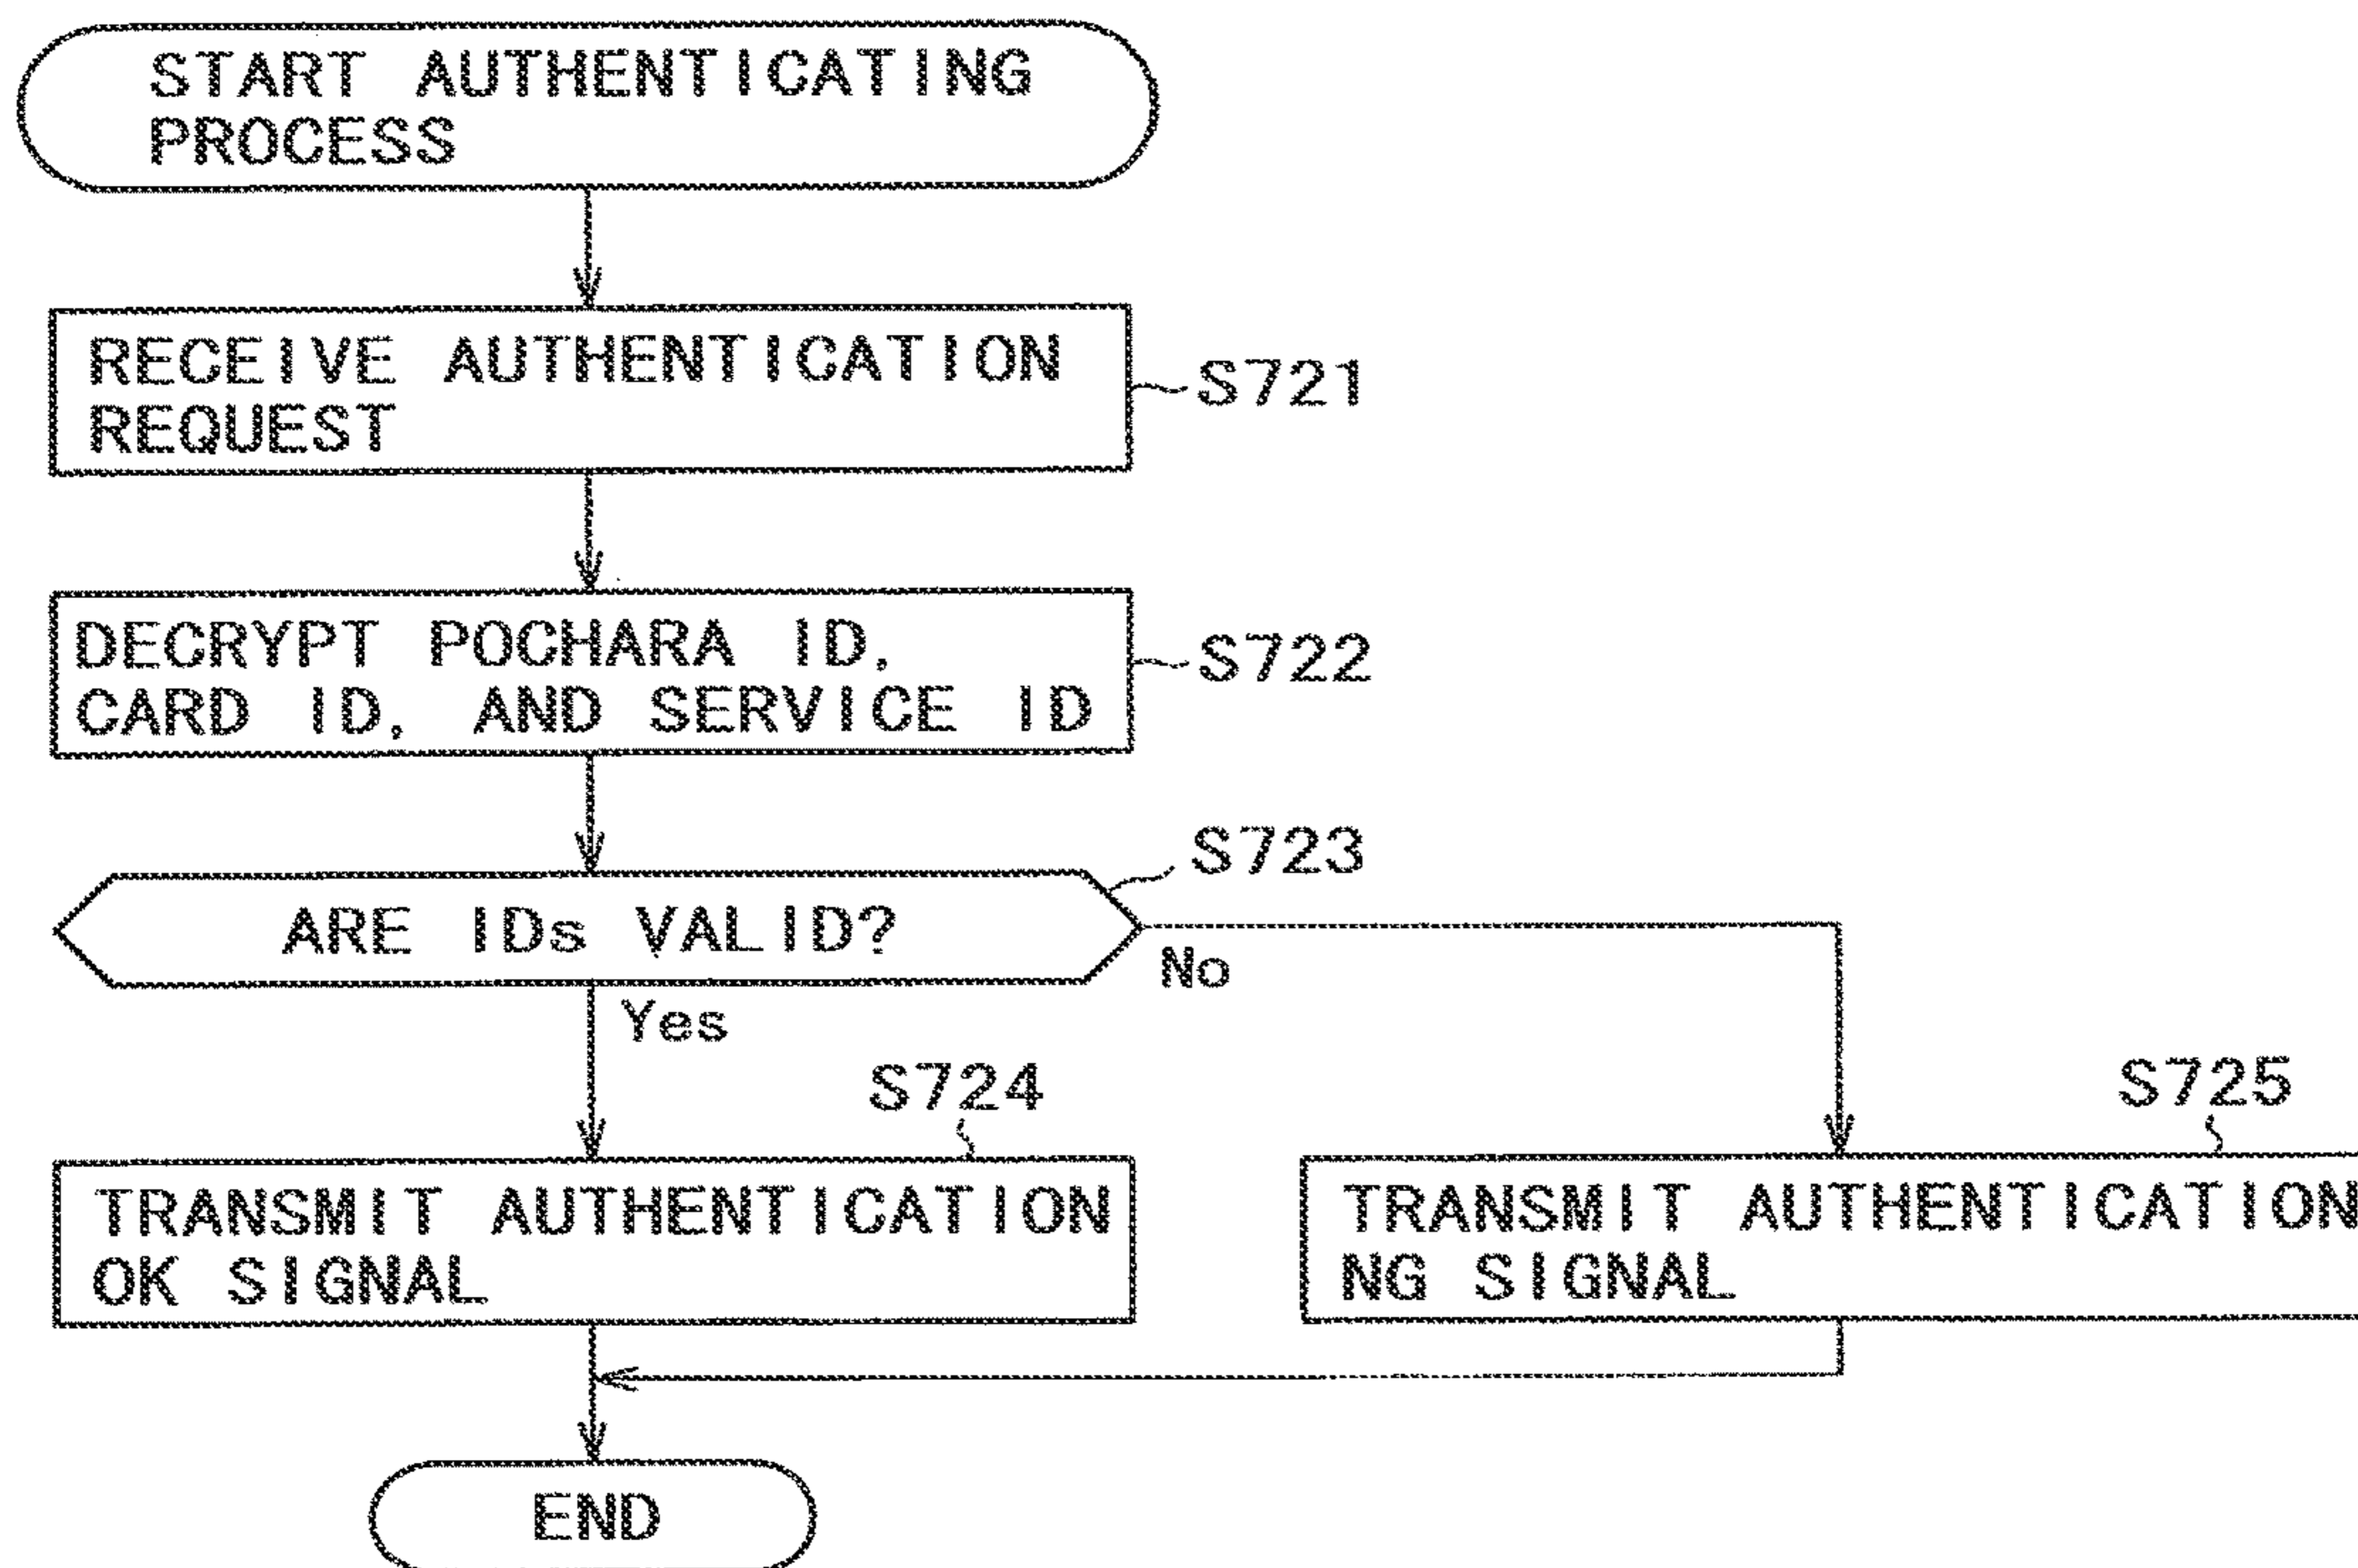 START AUTHENTICATING
PROCESS
RECEIVE AUTHENTICATION
REQUEST
S721
DECRYPT POCHARA ID,
CARD ID, AND SERVICE ID
S722
S723
ARE IDs VALID?
No
Yes
S724
S725
TRANSMIT AUTHENTICATION
OK SIGNAL
TRANSMIT AUTHENTICATION
NG SIGNAL
END